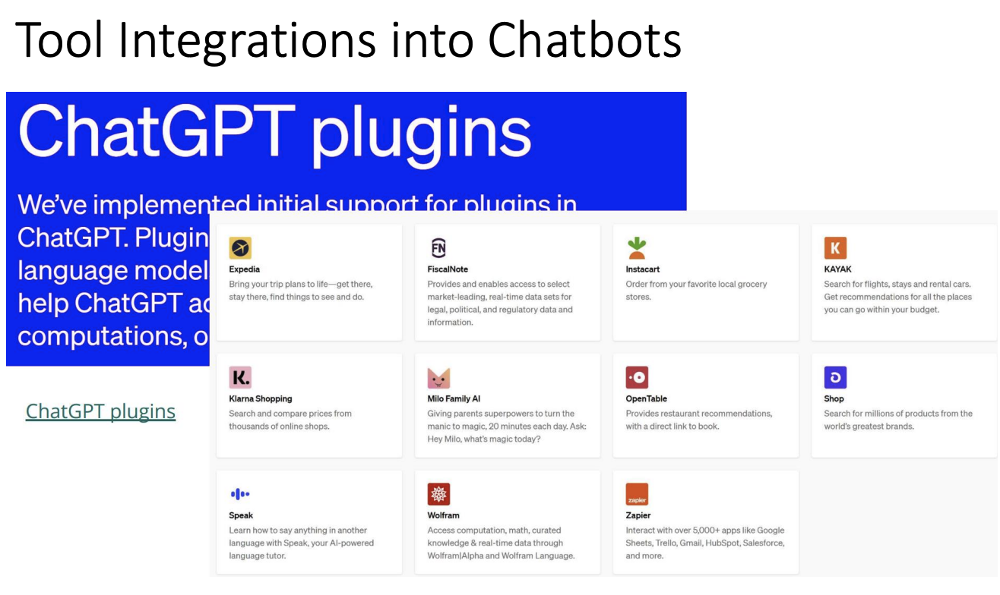 Tool Integrations into Chatbots
ChatGPT plugins
We've implemented initial support for plugins in
ChatGPT. Plugin
language model
help ChatGPT ac
computations, o
Expedia
Bring your trip plans to life—get there,
stay there, find things to see and do.
FN
FiscalNote
Provides and enables access to select
market-leading, real-time data sets for
legal, political, and regulatory data and
information.
Instacart
Order from your favorite local grocery
stores.
K
KAYAK
Search for flights, stays and rental cars.
Get recommendations for all the places
you can go within your budget.
K.
Klarna Shopping
Search and compare prices from
thousands of online shops.
Milo Family AI
Giving parents superpowers to turn the
manic to magic, 20 minutes each day. Ask:
Hey Milo, what's magic today?
OpenTable
Provides restaurant recommendations,
with a direct link to book.
Shop
Search for millions of products from the
world's greatest brands.
Speak
Learn how to say anything in another
language with Speak, your AI-powered
language tutor.
Wolfram
Access computation, math, curated
knowledge & real-time data through
Wolfram|Alpha and Wolfram Language.
zapier
Zapier
Interact with over 5,000+ apps like Google
Sheets, Trello, Gmail, HubSpot, Salesforce,
and more.
ChatGPT plugins